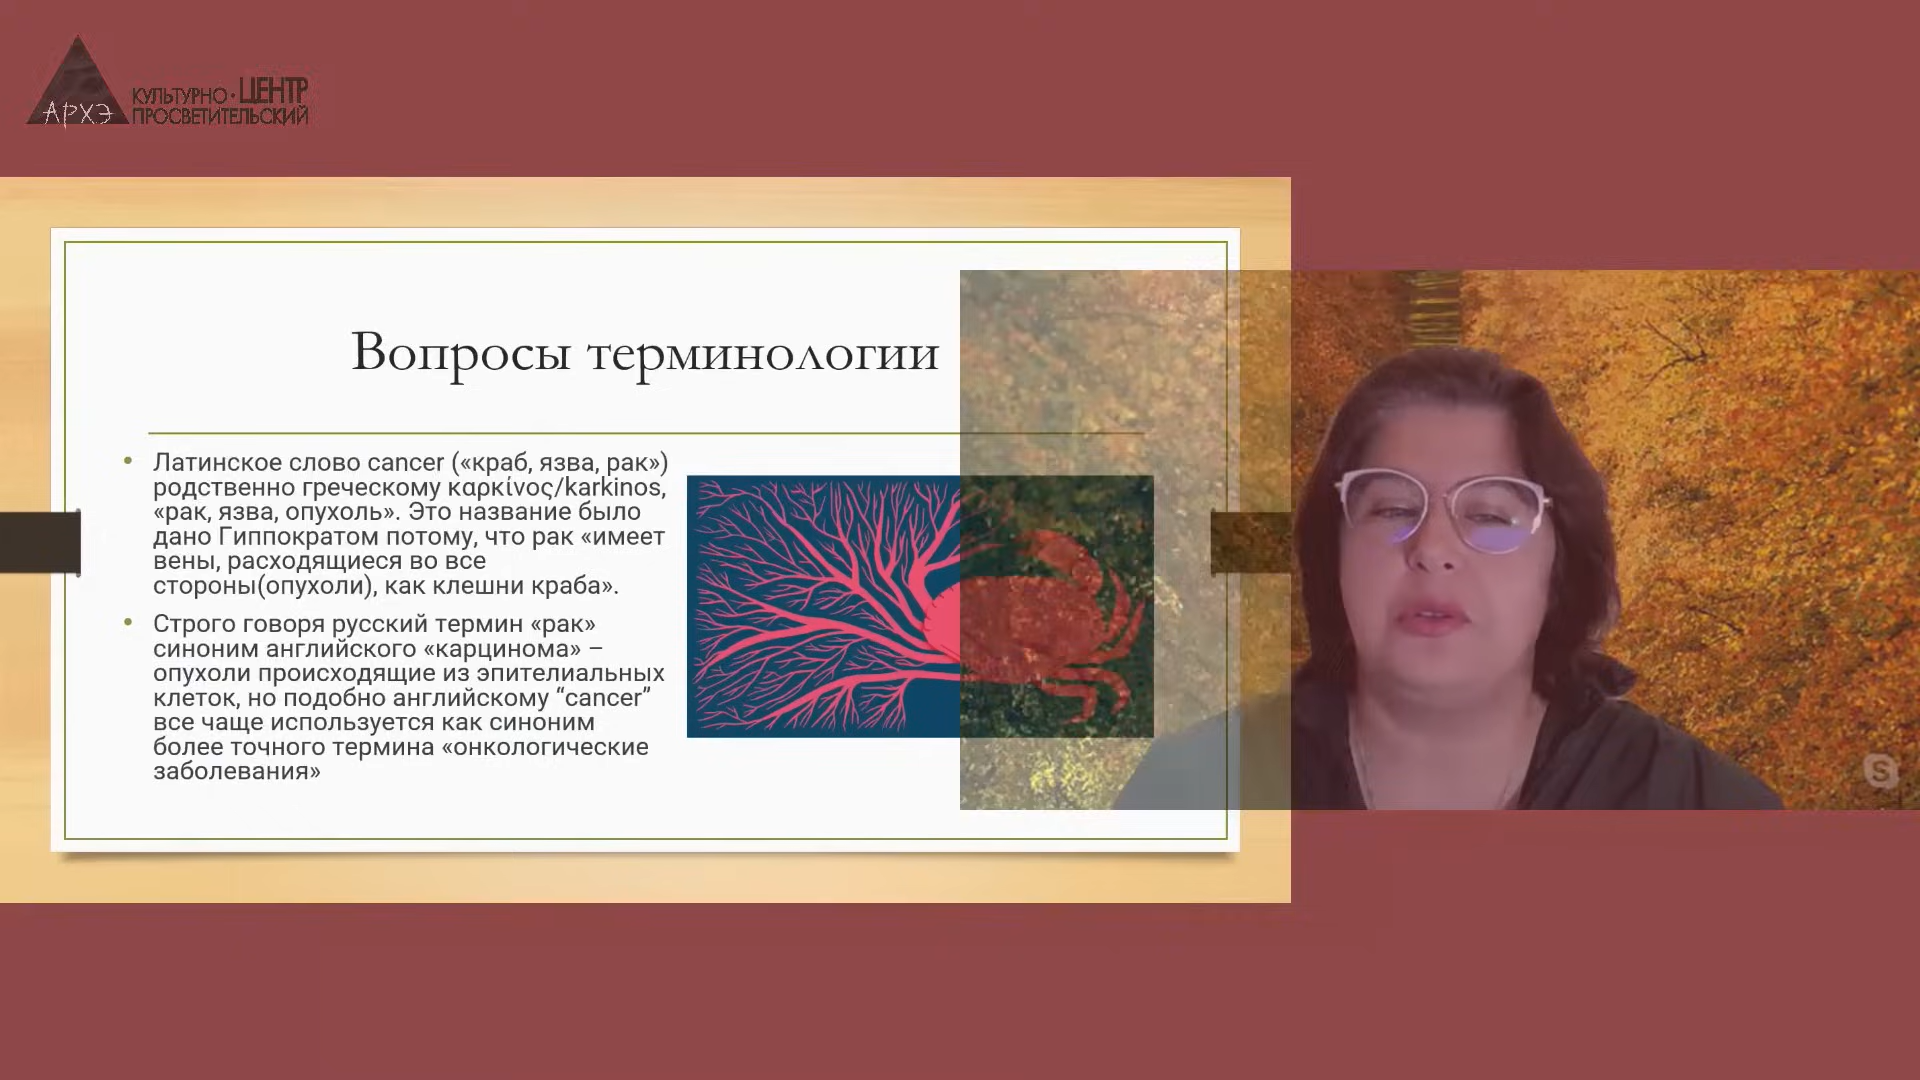 АРХЭ
КУЛЬТУРНО·ЦЕНТР
ПРОСВЕТИТЕЛЬСКИЙ
Вопросы терминологии
• Латинское слово cancer («краб, язва, рак»)
родственно греческому καρκίνος/karkinos,
«рак, язва, опухоль». Это название было
дано Гиппократом потому, что рак «имеет
вены, расходящиеся во все
стороны(опухоли), как клешни краба».
• Строго говоря русский термин «рак»
синоним английского «карцинома» –
опухоли происходящие из эпителиальных
клеток, но подобно английскому “cancer”
все чаще используется как синоним
более точного термина «онкологические
заболевания»
S